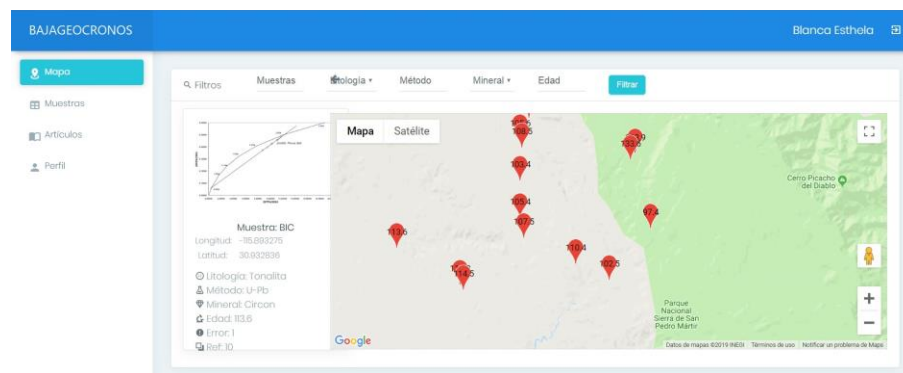 BAJAGEOCRONOS
Blanca Esthela
Mapa
Muestras
Artículos
Perfil
Filtros
Muestras
Litología
Método
Mineral
Edad
Filtrar
Mapa
Satélite
108,5
103,4
105,4
107,5
113,6
114,5
110,4
102,5
97,4
133,5
Cerro Picacho
del Diablo
Parque
Nacional
Sierra de San
Pedro Mártir
Google
Datos de mapas ©2019 INEGI
Términos de uso
Notificar un problema de Maps
Muestra: BIC
Longitud: -115.893275
Latitud: 30.932836
Litología: Tonalita
Método: U-Pb
Mineral: Circon
Edad: 113.6
Error: 1
Ref: 10